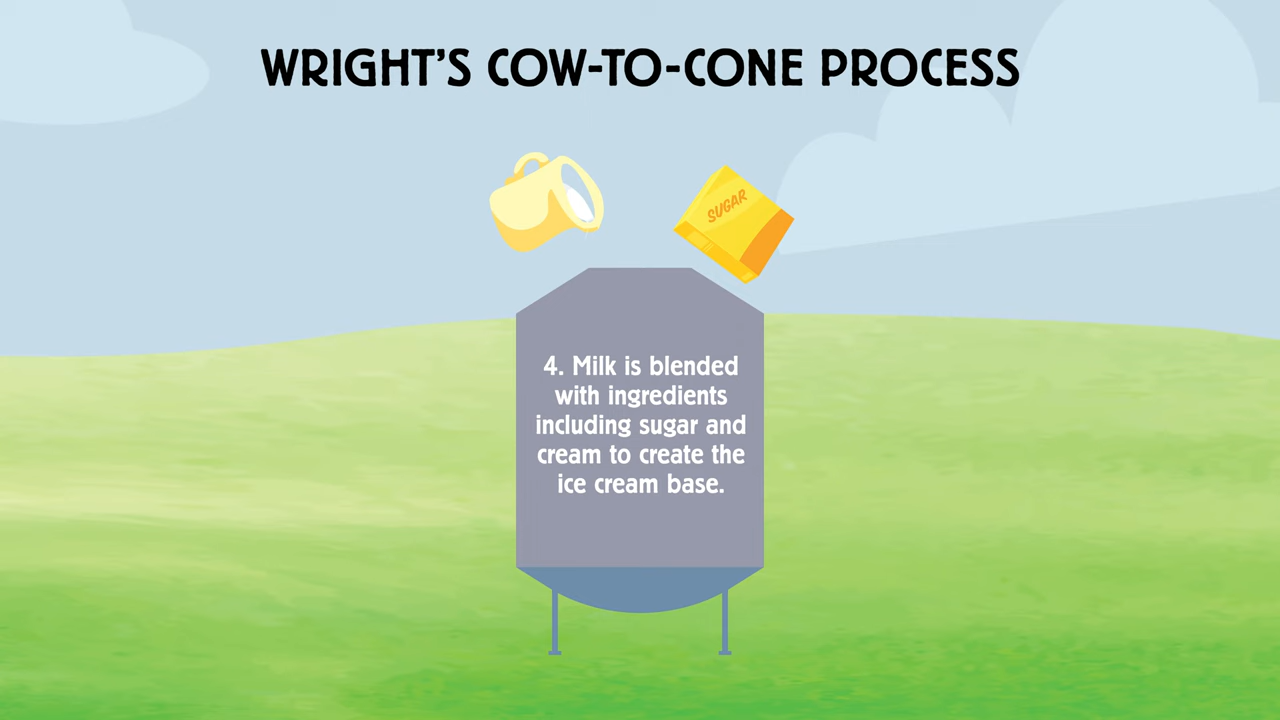 WRIGHT'S COW-TO-CONE PROCESS
SUGAR
4. Milk is blended
with ingredients
including sugar and
cream to create the
ice cream base.